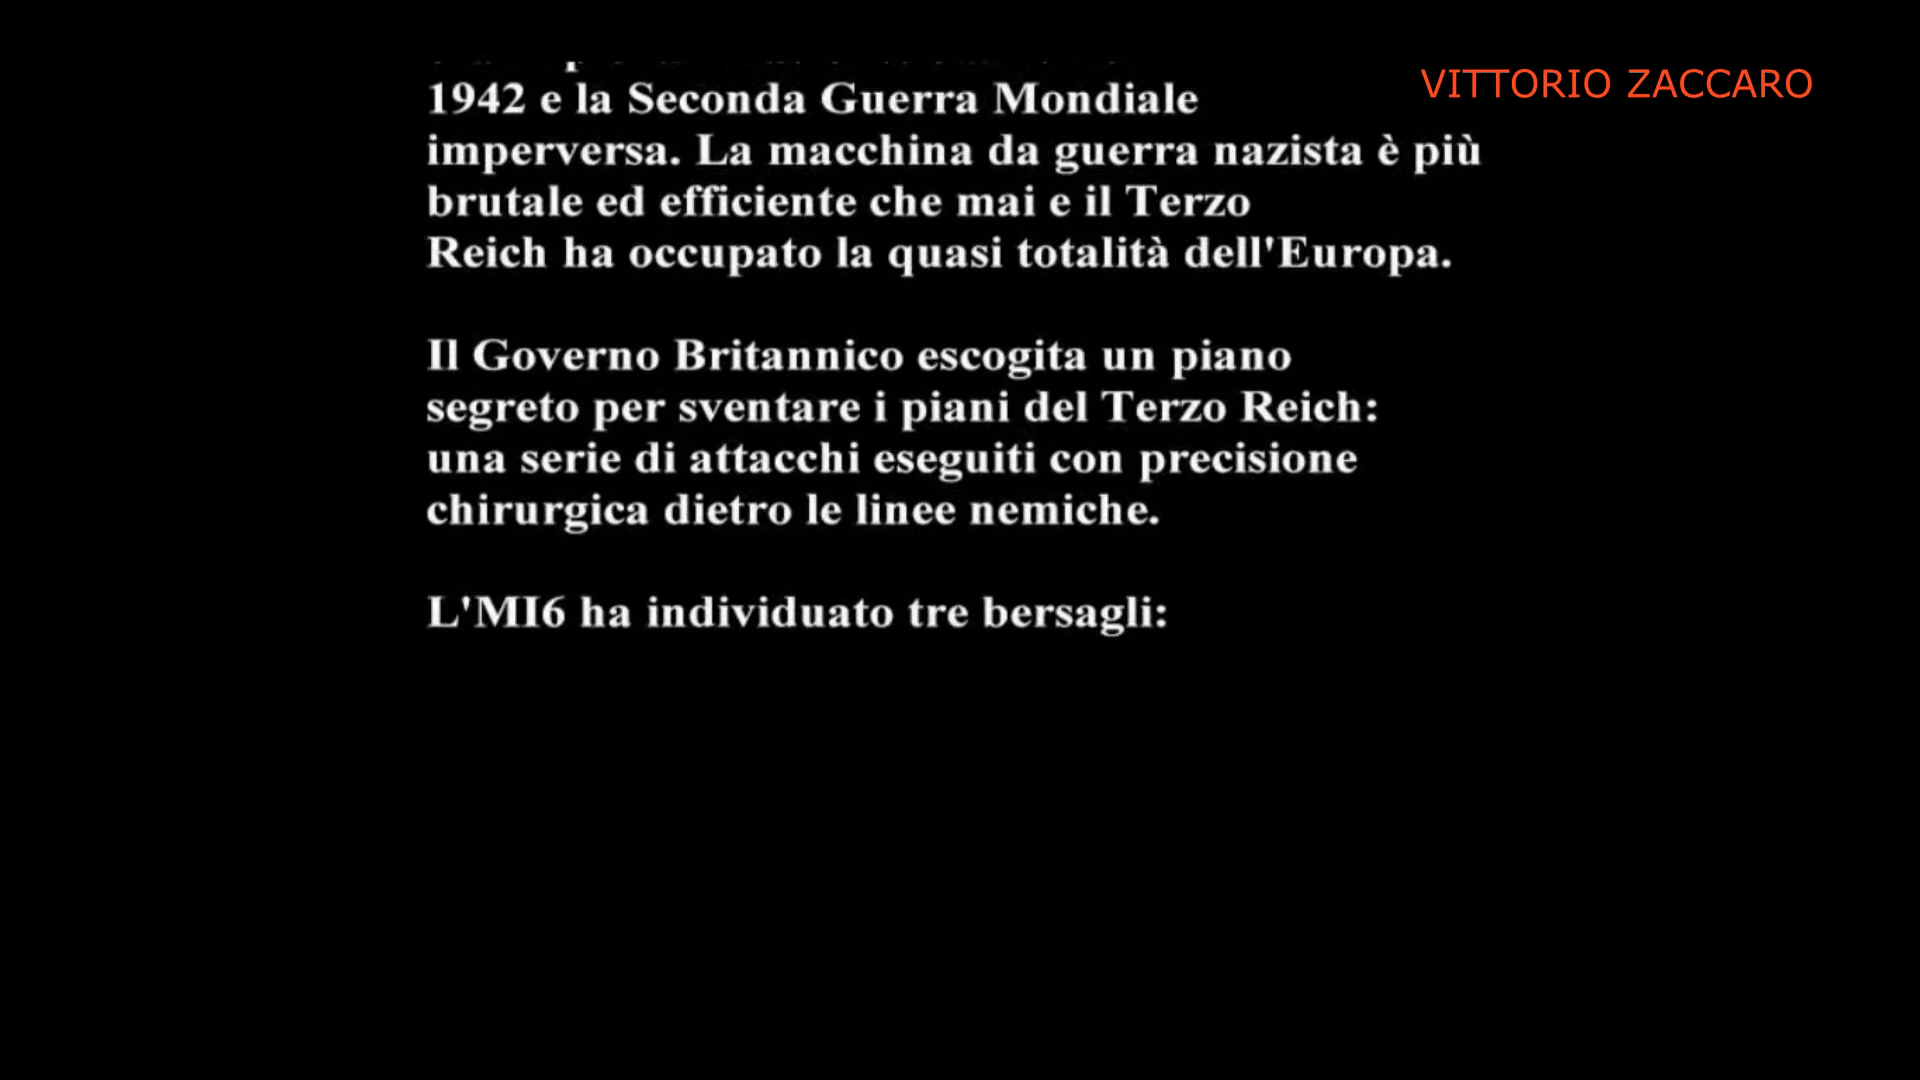 VITTORIO ZACCARO
1942 e la Seconda Guerra Mondiale
imperversa. La macchina da guerra nazista è più
brutale ed efficiente che mai e il Terzo
Reich ha occupato la quasi totalità dell'Europa.
Il Governo Britannico escogita un piano
segreto per sventare i piani del Terzo Reich:
una serie di attacchi eseguiti con precisione
chirurgica dietro le linee nemiche.
L'MI6 ha individuato tre bersagli: